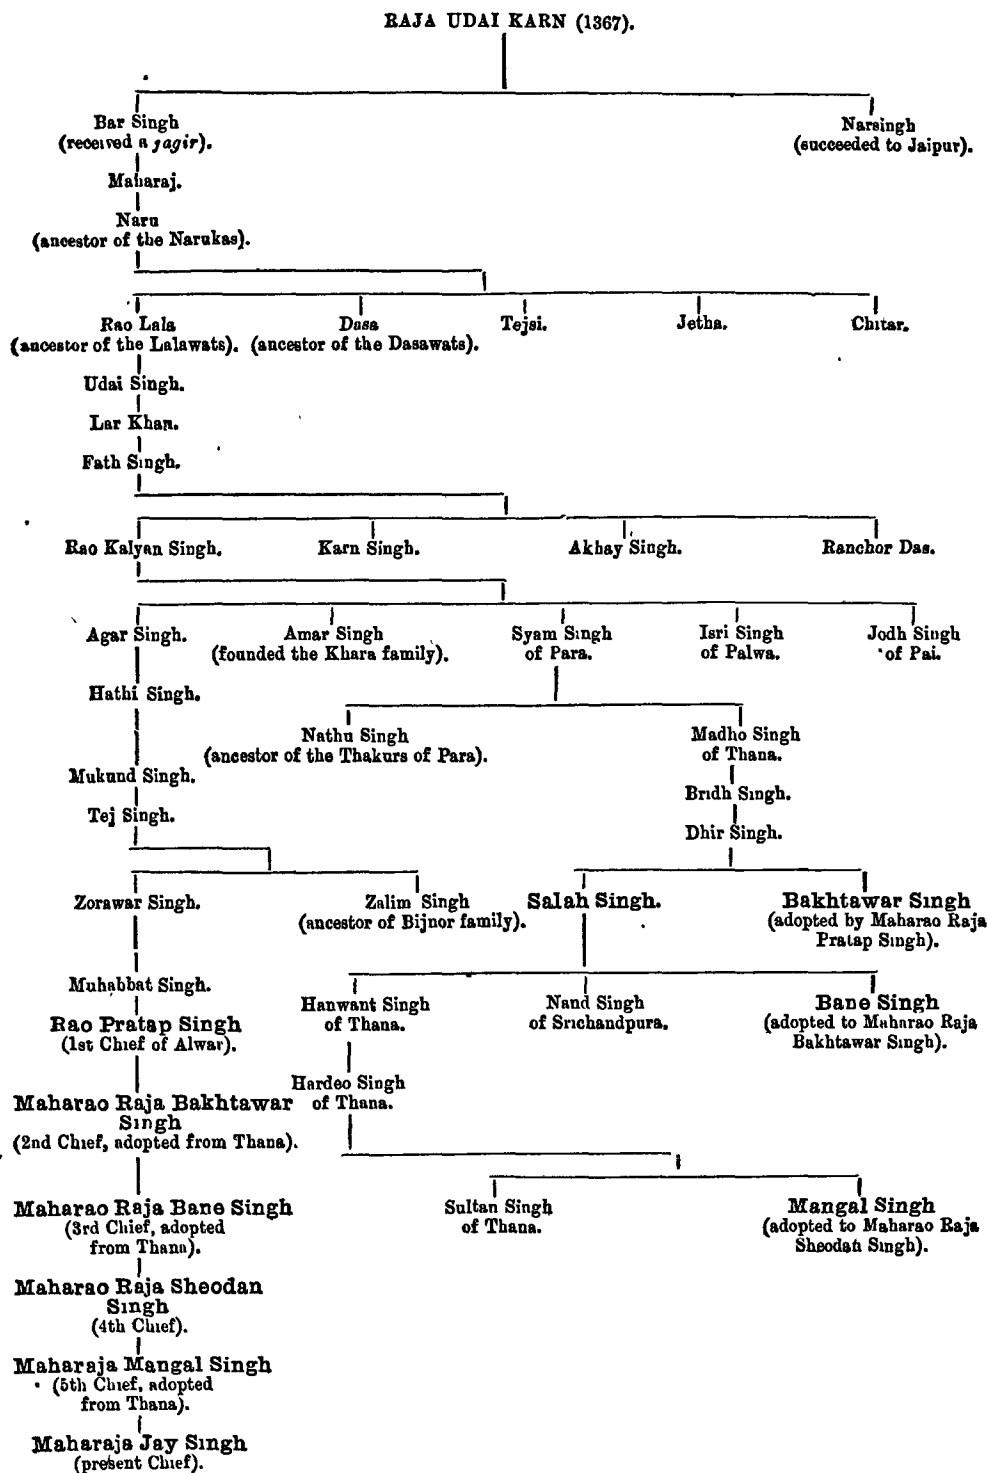 RAJA UDAI KARN (1367).
Bar Singh
(received a jagir).
Narsingh
(succeeded to Jaipur).
Maharaj.
Naru
(ancestor of the Narukas).
Rao Lala
(ancestor of the Lalawats).
Dasa
(ancestor of the Dasawats).
Tejsi.
Jetha.
Chitar.
Udai Singh.
Lar Khan.
Fath Singh.
Rao Kalyan Singh.
Karn Singh.
Akhay Singh.
Ranchor Das.
Agar Singh.
Amar Singh
(founded the Khara family).
Syam Singh
of Para.
Isri Singh
of Palwa.
Jodh Singh
of Pai.
Hathi Singh.
Nathu Singh
(ancestor of the Thakurs of Para).
Madho Singh
of Thana.
Mukund Singh.
Bridh Singh.
Tej Singh.
Dhir Singh.
Zorawar Singh.
Zalim Singh
(ancestor of Bijnor family).
Salah Singh.
Bakhtawar Singh
(adopted by Maharao Raja
Pratap Singh).
Muhabbat Singh.
Hanwant Singh
of Thana.
Nand Singh
of Srichandpura.
Bane Singh
(adopted to Maharao Raja
Bakhtawar Singh).
Rao Pratap Singh
(1st Chief of Alwar).
Hardeo Singh
of Thana.
Maharao Raja Bakhtawar
Singh
(2nd Chief, adopted from Thana).
Maharao Raja Bane Singh
(3rd Chief, adopted
from Thana).
Sultan Singh
of Thana.
Mangal Singh
(adopted to Maharao Raja
Sheodan Singh).
Maharao Raja Sheodan
Singh
(4th Chief).
Maharaja Mangal Singh
(5th Chief, adopted
from Thana).
Maharaja Jay Singh
(present Chief).